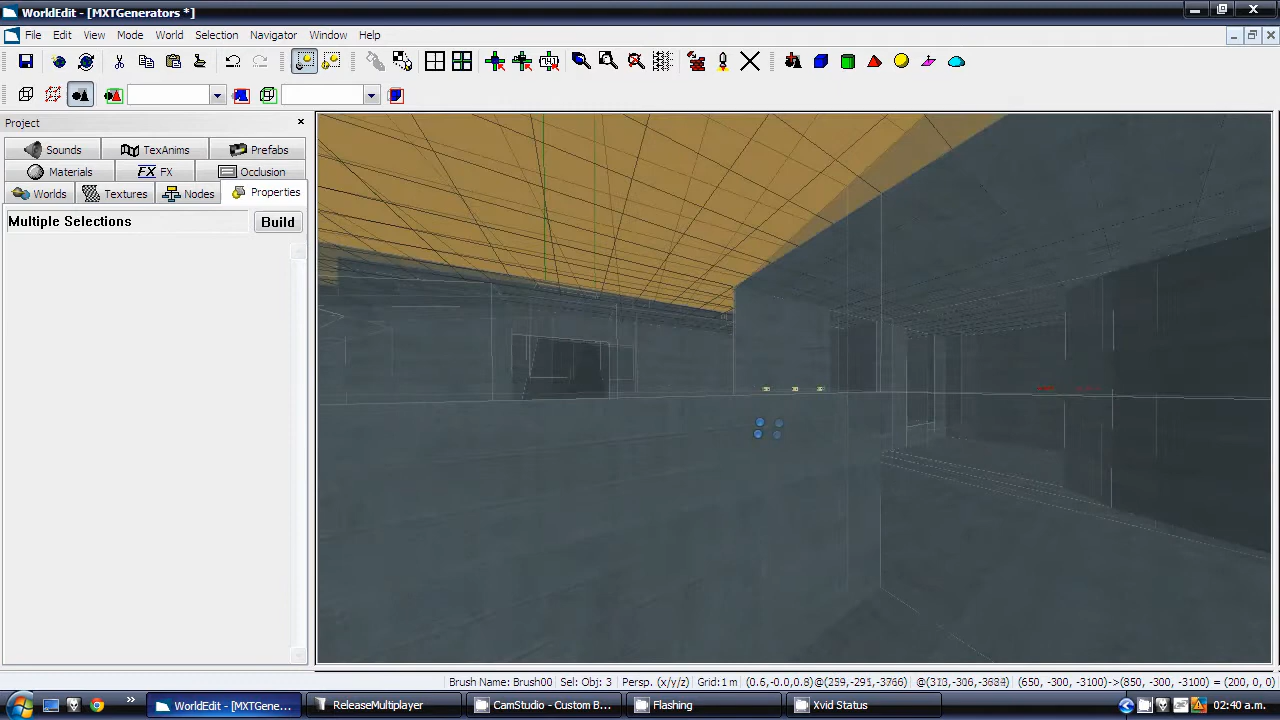 WorldEdit - [MXTGenerators *]
File Edit View Mode World Selection Navigator Window Help
Project
Sounds TexAnims Prefabs
Materials FX FX Occlusion
Worlds Textures Nodes Properties
Multiple Selections Build
Brush Name: Brush00 Sel: Obj: 3 Persp. (x/y/z) Grid: 1 m (0.6,-0.0,0.8)@(259,-291,-3766) @(313,-306,-3684) (650, -300, -3100)->(850, -300, -3100) = (200, 0, 0)
WorldEdit - [MXTGene... ReleaseMultiplayer CamStudio - Custom B... Flashing Xvid Status 02:40 a.m.